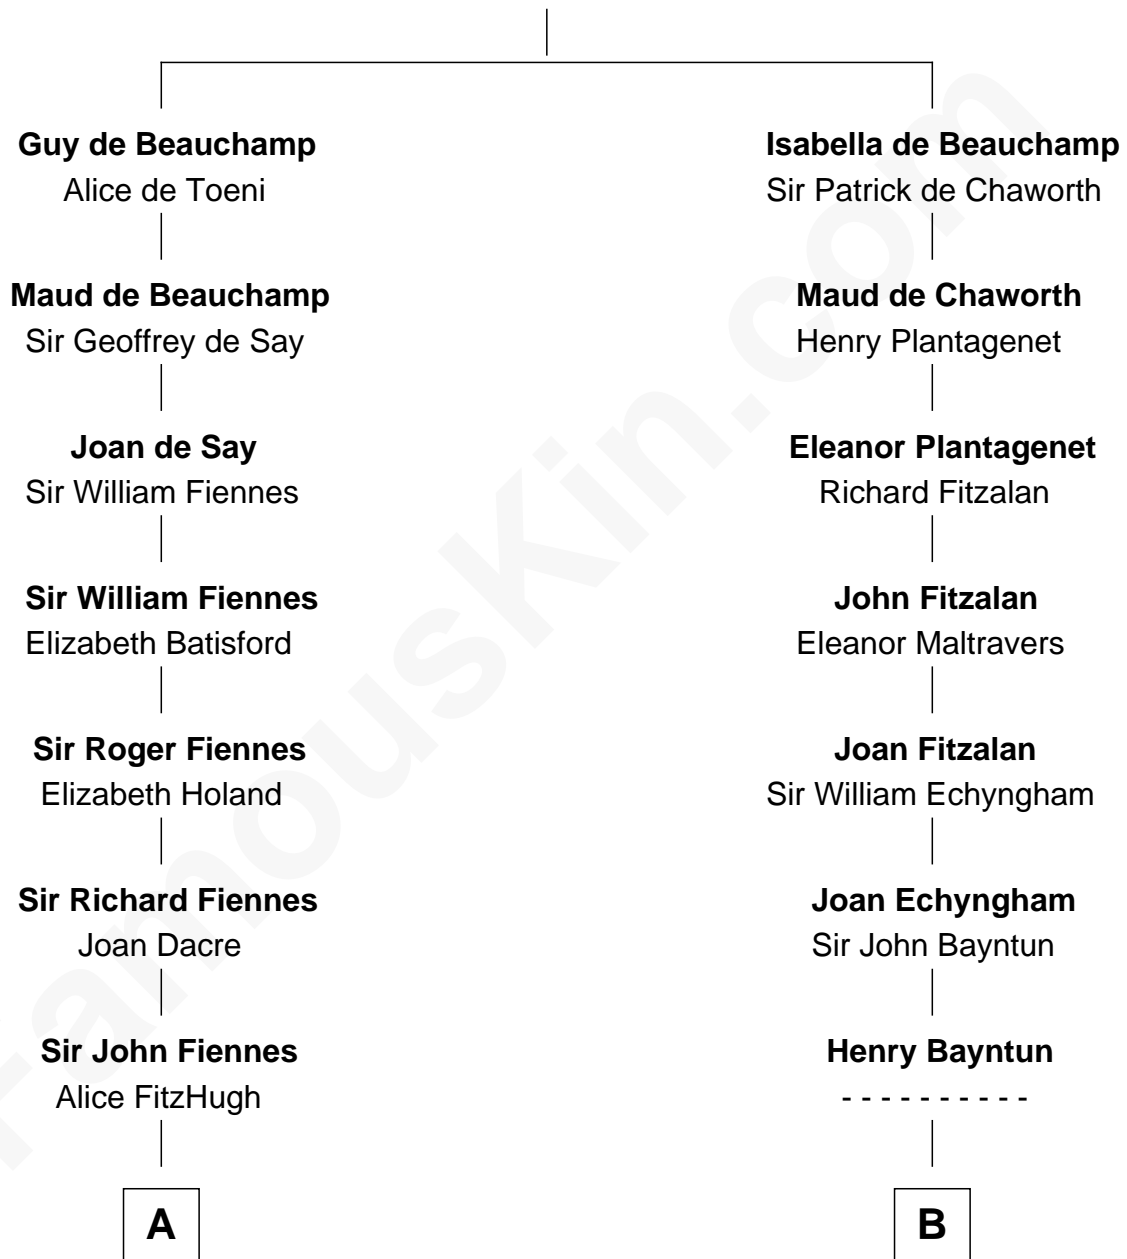 Guy de Beauchamp
Alice de Toeni
Maud de Beauchamp
Sir Geoffrey de Say
Joan de Say
Sir William Fiennes
Sir William Fiennes
Elizabeth Batisford
Sir Roger Fiennes
Elizabeth Holand
Sir Richard Fiennes
Joan Dacre
Sir John Fiennes
Alice FitzHugh
A
Isabella de Beauchamp
Sir Patrick de Chaworth
Maud de Chaworth
Henry Plantagenet
Eleanor Plantagenet
Richard Fitzalan
John Fitzalan
Eleanor Maltravers
Joan Fitzalan
Sir William Echyngham
Joan Echyngham
Sir John Bayntun
Henry Bayntun
- - - - - - - - - -
B
FamousKin.com